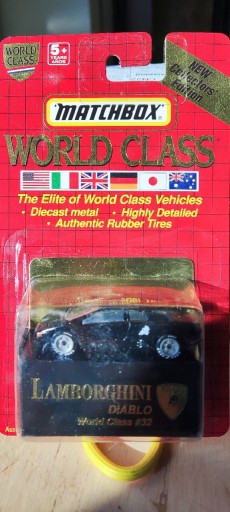 WORLD
CLASS
5+
YEARS
ANOS
NEW
Collectors
Edition
MATCHBOX
WORLD CLASS
The Elite of World Class Vehicles
• Diecast metal • Highly Detailed
• Authentic Rubber Tires
LAMBORGHINI
DIABLO
World Class #32